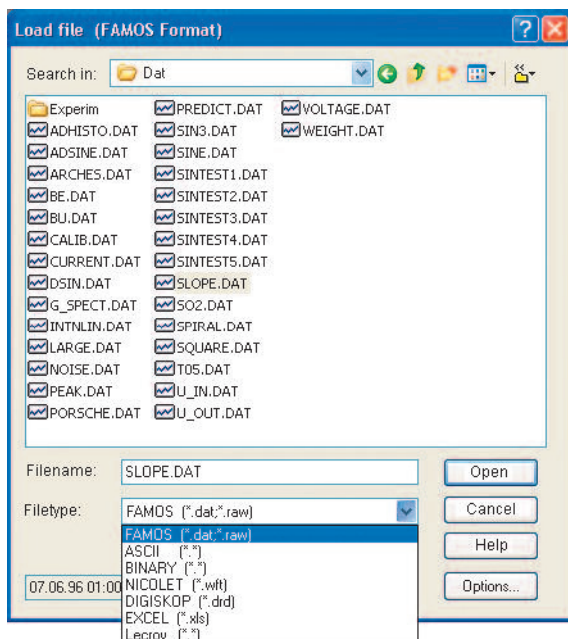 Load file (FAMOS Format)
Search in: Dat
Experim
ADHISTO.DAT
ADSINE.DAT
ARCHES.DAT
BE.DAT
BU.DAT
CALIB.DAT
CURRENT.DAT
DSIN.DAT
G_SPECT.DAT
INTNLIN.DAT
LARGE.DAT
NOISE.DAT
PEAK.DAT
PORSCHE.DAT
PREDICT.DAT
SIN3.DAT
SINE.DAT
SINTEST1.DAT
SINTEST2.DAT
SINTEST3.DAT
SINTEST4.DAT
SINTEST5.DAT
SLOPE.DAT
SO2.DAT
SPIRAL.DAT
SQUARE.DAT
T05.DAT
U_IN.DAT
U_OUT.DAT
VOLTAGE.DAT
WEIGHT.DAT
Filename: SLOPE.DAT
Open
Filetype: FAMOS (*.dat;*.raw)
Cancel
FAMOS (*.dat;*.raw)
ASCII (*.*)
BINARY (*.*)
NICOLET (*.wft)
DIGISKOP (*.drd)
EXCEL (*.xls)
Lecroy (*.*)
Help
07.06.96 01:00
Options...